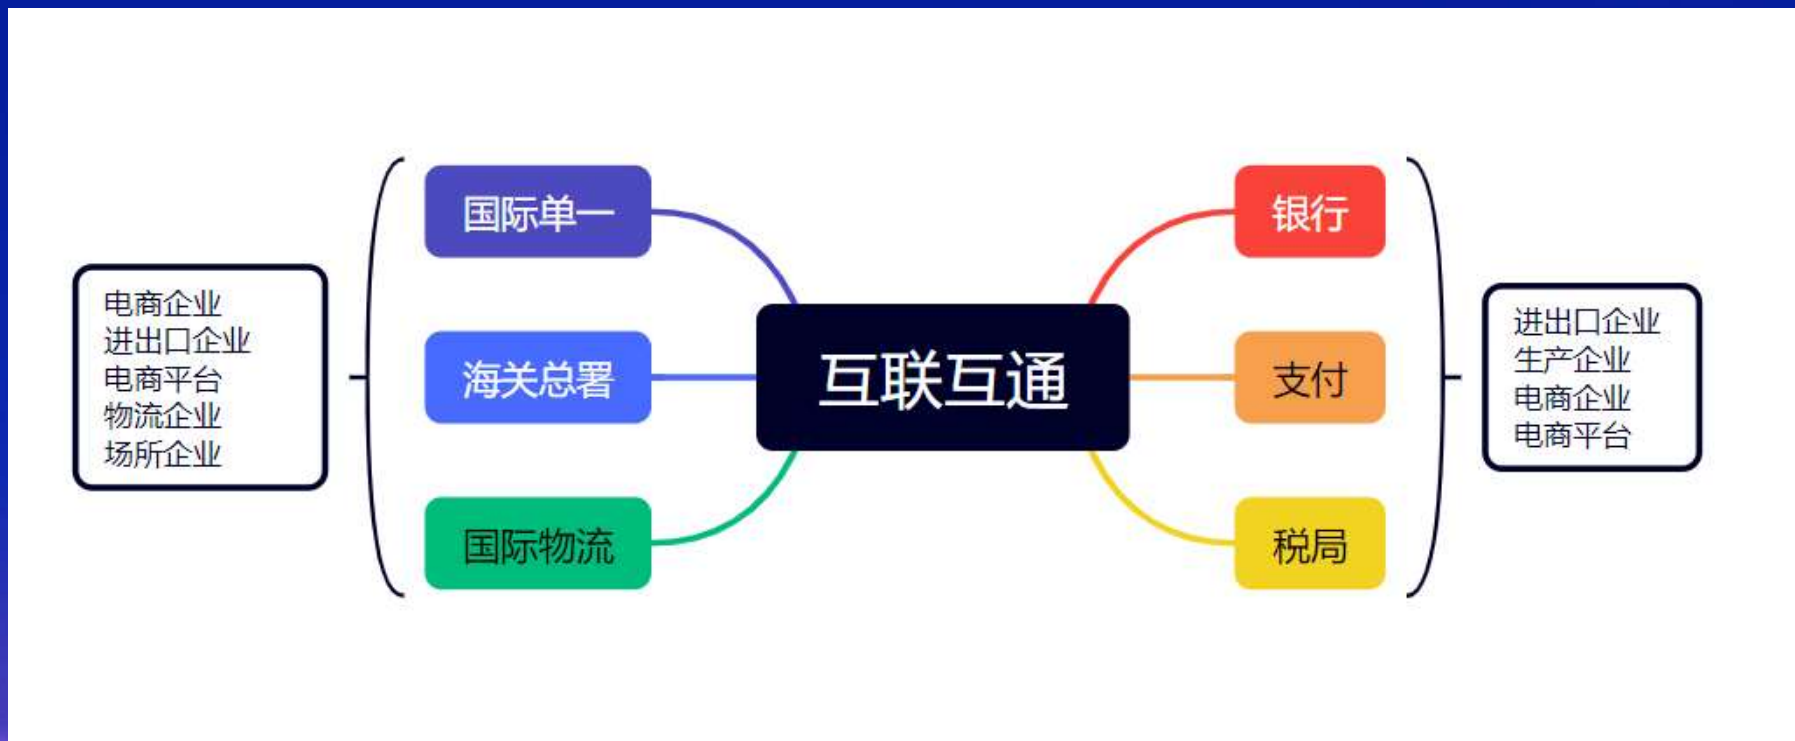 电商企业
进出口企业
电商平台
物流企业
场所企业
国际单一
海关总署
国际物流
互联互通
银行
支付
税局
进出口企业
生产企业
电商企业
电商平台